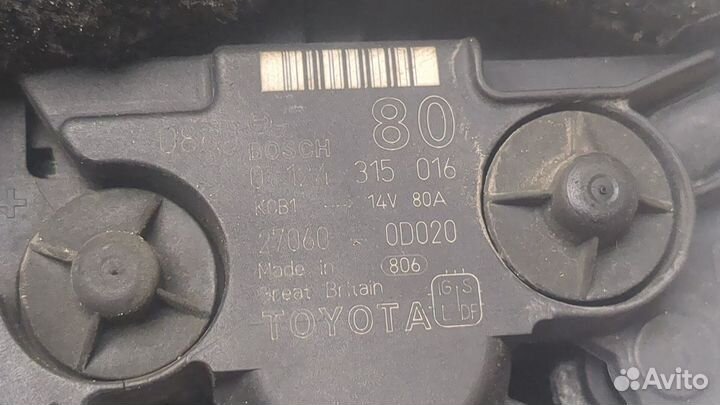 80
BOSCH
315 016
KCB1 14V 80A
27060 0D020
Made in 806
Great Britain
TOYOTA
IG S
L DF
+
Avito